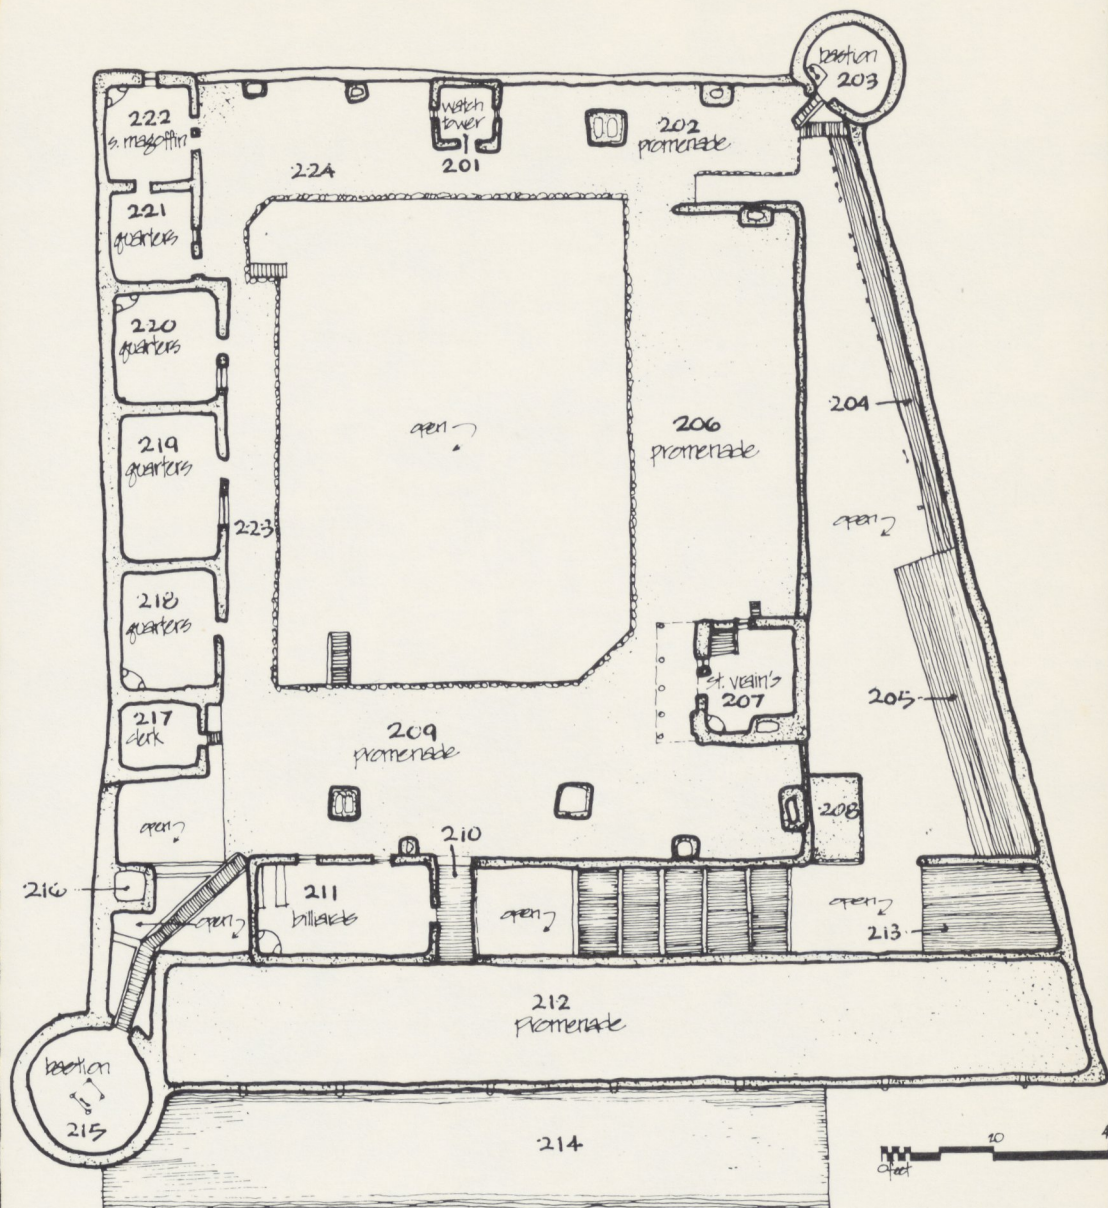 bastion
203
222
s. magoffin
watch
tower
201
202
promenade
224
221
quarters
220
quarters
204
open
206
promenade
219
quarters
open
223
218
quarters
st. vrain's
207
205
217
clerk
209
promenade
open
210
208
216
open
211
billiards
open
open
213
212
promenade
bastion
215
214
0 feet
20
4